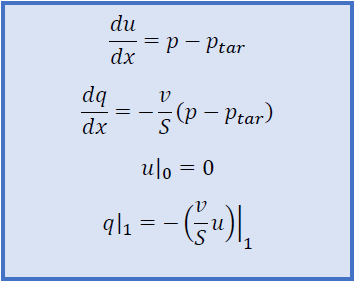 du/dx = p − p_tar
dq/dx = −v/S (p − p_tar)
u|₀ = 0
q|₁ = −(v/S u)|₁